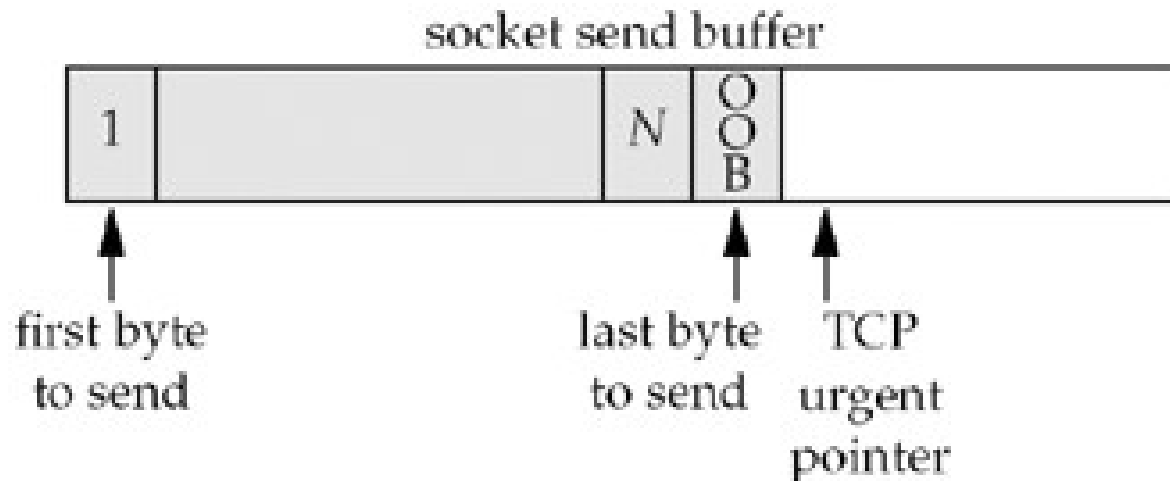 socket send buffer
1
N
O
O
B
first byte
to send
last byte
to send
TCP
urgent
pointer